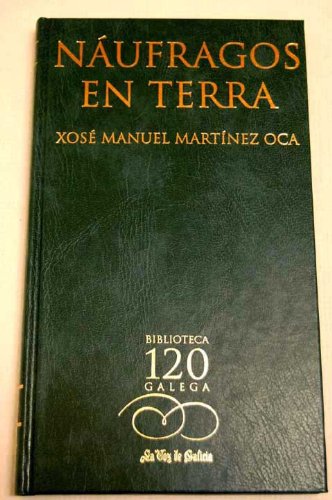 NÁUFRAGOS
EN TERRA
XOSÉ MANUEL MARTÍNEZ OCA
BIBLIOTECA
120
GALEGA
La Voz de Galicia